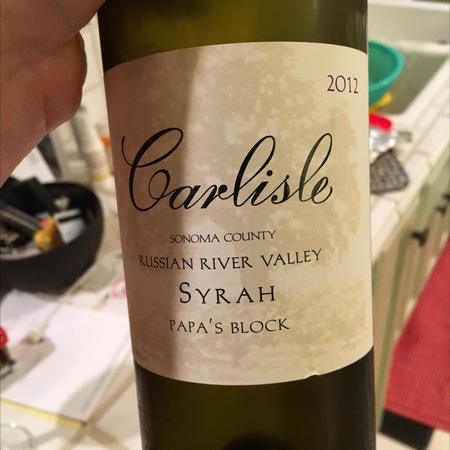 2012
Carlisle
SONOMA COUNTY
RUSSIAN RIVER VALLEY
SYRAH
PAPA'S BLOCK